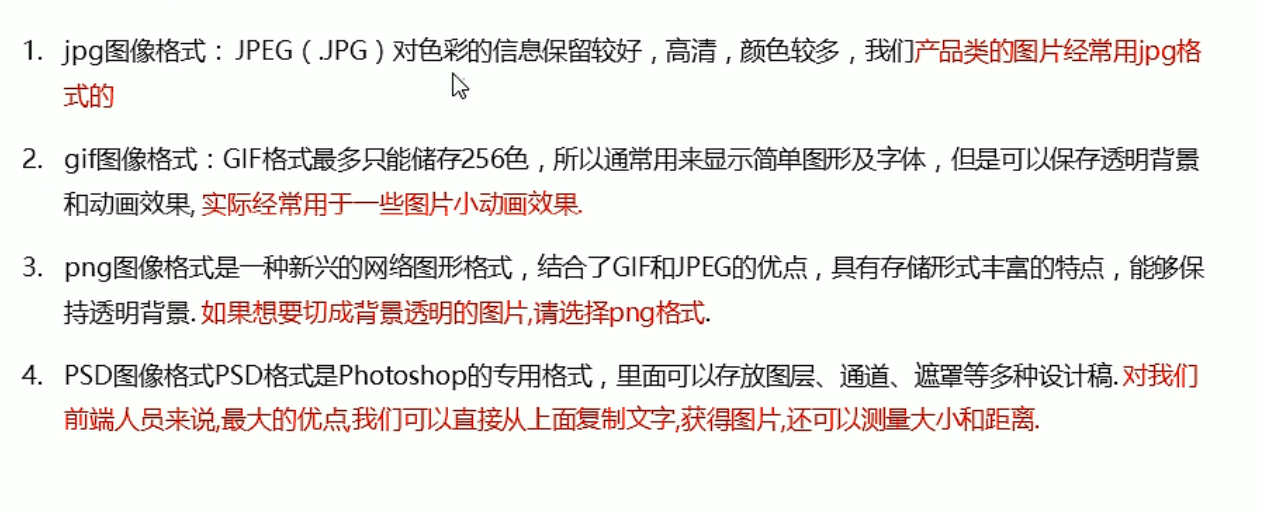 1. jpg图像格式：JPEG（.JPG）对色彩的信息保留较好，高清，颜色较多，我们产品类的图片经常用jpg格
式的
2. gif图像格式：GIF格式最多只能储存256色，所以通常用来显示简单图形及字体，但是可以保存透明背景
和动画效果, 实际经常用于一些图片小动画效果.
3. png图像格式是一种新兴的网络图形格式，结合了GIF和JPEG的优点，具有存储形式丰富的特点，能够保
持透明背景. 如果想要切成背景透明的图片,请选择png格式.
4. PSD图像格式PSD格式是Photoshop的专用格式，里面可以存放图层、通道、遮罩等多种设计稿. 对我们
前端人员来说,最大的优点,我们可以直接从上面复制文字,获得图片,还可以测量大小和距离.